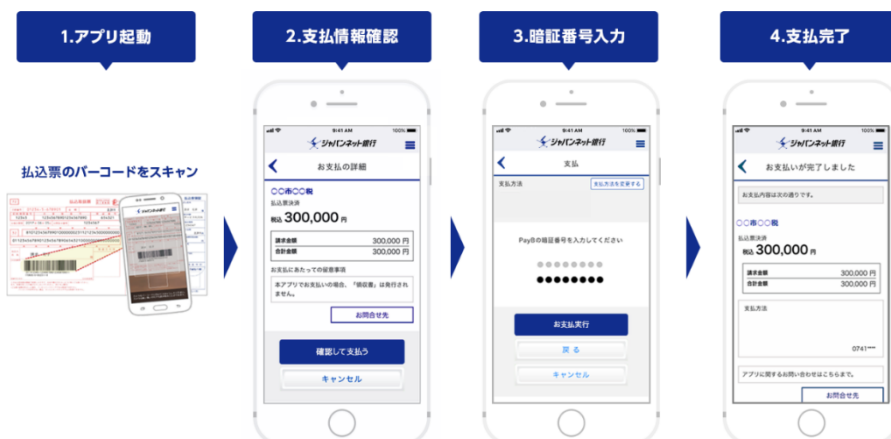 1.アプリ起動
払込票のバーコードをスキャン
ジャパンネット銀行
2.支払情報確認
9:41 AM
100%
ジャパンネット銀行
お支払の詳細
○○市○○税
払込票決済
税込 300,000 円
請求金額 300,000 円
合計金額 300,000 円
お支払にあたっての留意事項
本アプリでお支払いの場合、「領収書」は発行され
ません。
お問合せ先
確認して支払う
キャンセル
3.暗証番号入力
9:41 AM
100%
ジャパンネット銀行
支払
支払方法
支払方法を変更する
PayBの暗証番号を入力してください
お支払実行
戻る
キャンセル
4.支払完了
9:41 AM
100%
ジャパンネット銀行
お支払いが完了しました
お支払内容は次の通りです。
○○市○○税
払込票決済
税込 300,000 円
請求金額 300,000 円
合計金額 300,000 円
支払方法
0741***
アプリに関するお問い合わせはこちらまで。
お問合せ先